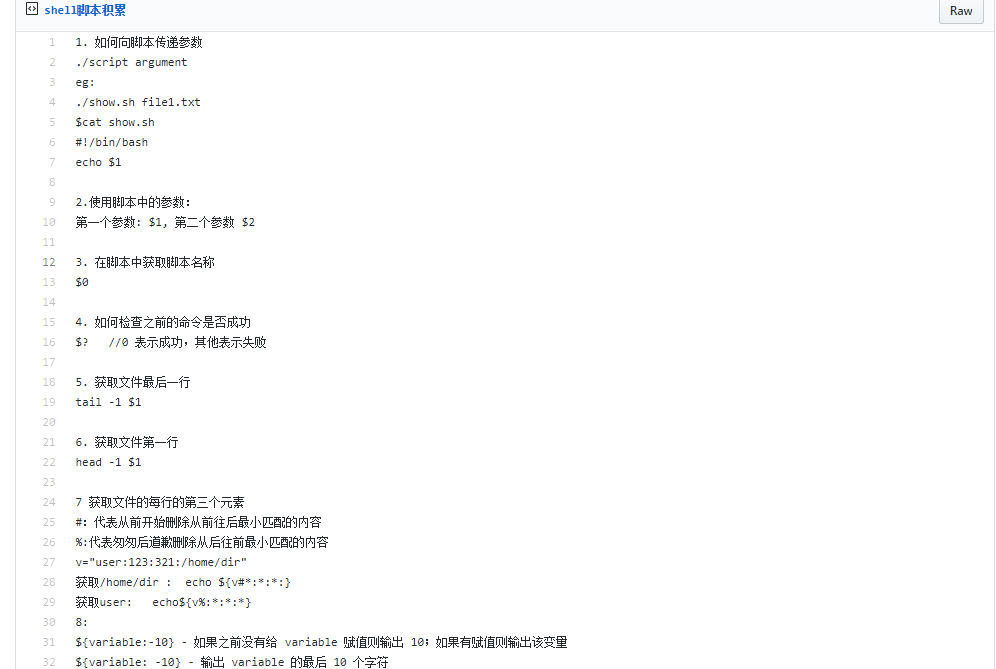 shell脚本积累
Raw
1 1. 如何向脚本传递参数
2 ./script argument
3 eg:
4 ./show.sh file1.txt
5 $cat show.sh
6 #!/bin/bash
7 echo $1
8
9 2.使用脚本中的参数:
10 第一个参数: $1, 第二个参数 $2
11
12 3. 在脚本中获取脚本名称
13 $0
14
15 4. 如何检查之前的命令是否成功
16 $?   //0 表示成功，其他表示失败
17
18 5. 获取文件最后一行
19 tail -1 $1
20
21 6. 获取文件第一行
22 head -1 $1
23
24 7 获取文件的每行的第三个元素
25 #: 代表从前开始删除从前往后最小匹配的内容
26 %:代表匆匆后道歉删除从后往前最小匹配的内容
27 v="user:123:321:/home/dir"
28 获取/home/dir :  echo ${v#*:*:*:}
29 获取user:   echo${v%:*:*:*}
30 8:
31 ${variable:-10} - 如果之前没有给 variable 赋值则输出 10；如果有赋值则输出该变量
32 ${variable: -10} - 输出 variable 的最后 10 个字符